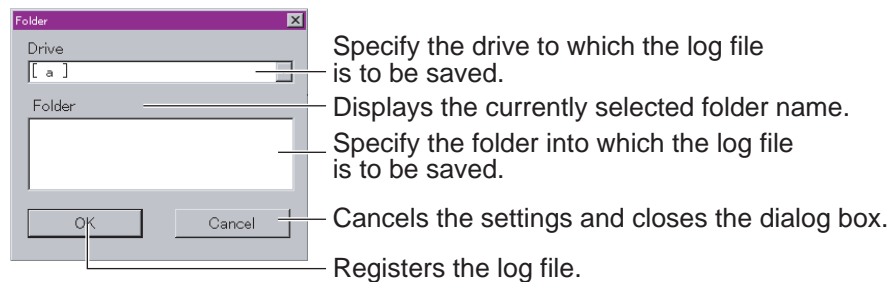 Folder
Drive
[ a ]
Specify the drive to which the log file
is to be saved.
Folder
Displays the currently selected folder name.
Specify the folder into which the log file
is to be saved.
OK
Cancel
Cancels the settings and closes the dialog box.
Registers the log file.